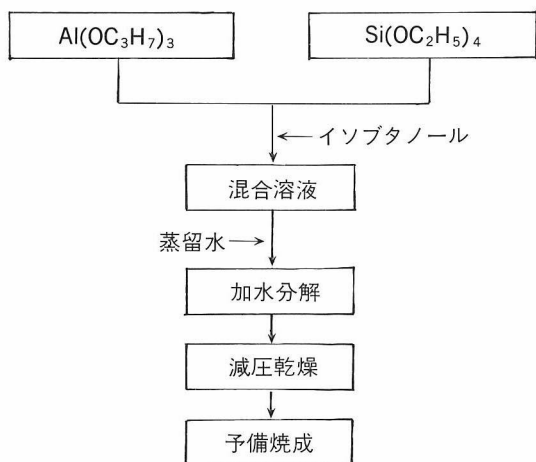 Al(OC₃H₇)₃
Si(OC₂H₅)₄
イソブタノール
混合溶液
蒸留水
加水分解
減圧乾燥
予備焼成